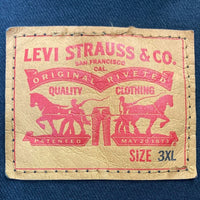 LEVI STRAUSS & CO.
SAN FRANCISCO
CAL.
ORIGINAL RIVETED
QUALITY CLOTHING
PATENTED MAY 20 1873
SIZE 3XL